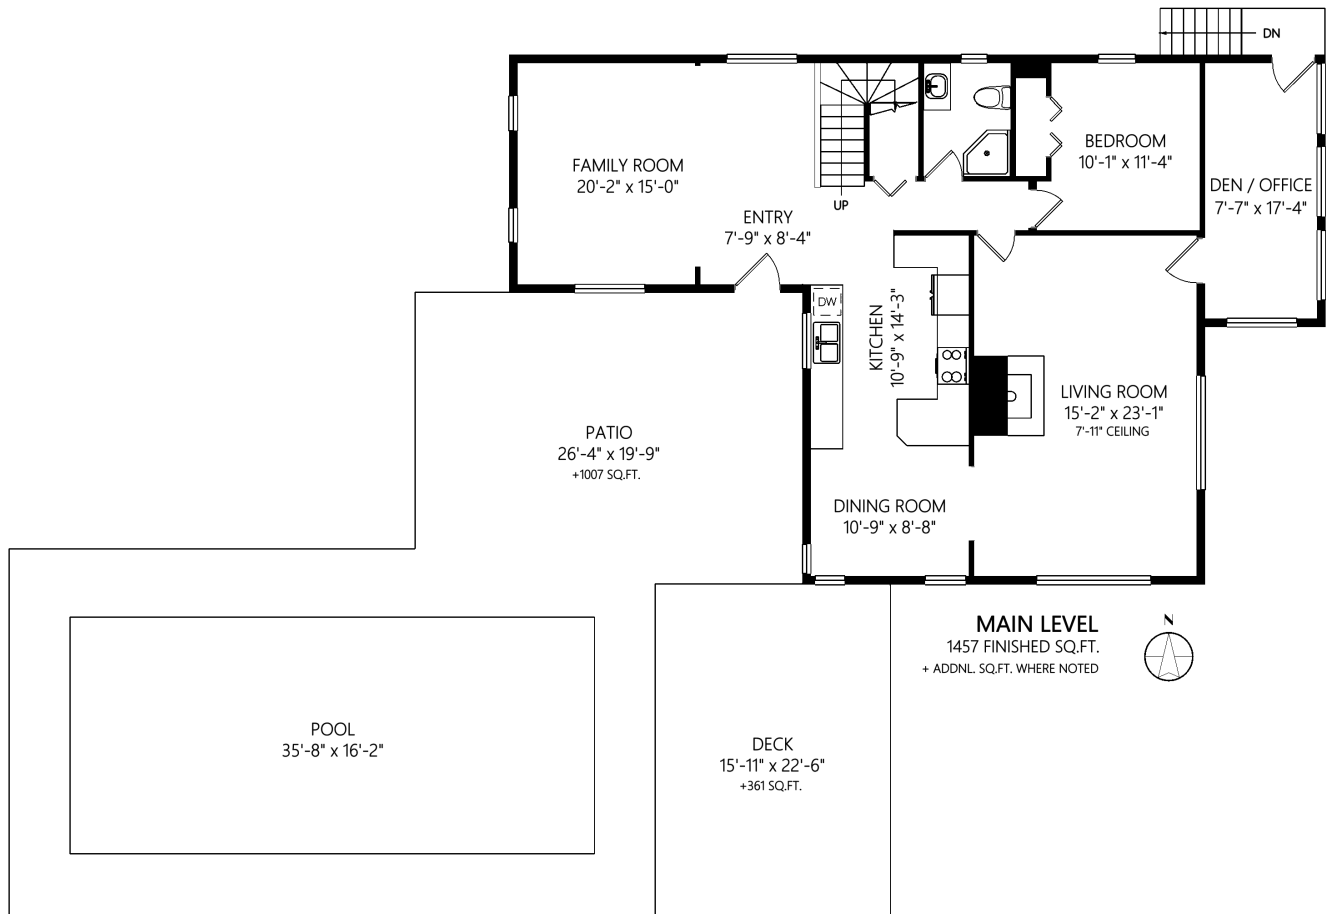 DN
FAMILY ROOM
20'-2" x 15'-0"
BEDROOM
10'-1" x 11'-4"
DEN / OFFICE
7'-7" x 17'-4"
UP
ENTRY
7'-9" x 8'-4"
DW
KITCHEN
10'-9" x 14'-3"
LIVING ROOM
15'-2" x 23'-1"
7'-11" CEILING
PATIO
26'-4" x 19'-9"
+1007 SQ.FT.
DINING ROOM
10'-9" x 8'-8"
MAIN LEVEL
1457 FINISHED SQ.FT.
+ ADDNL. SQ.FT. WHERE NOTED
N
POOL
35'-8" x 16'-2"
DECK
15'-11" x 22'-6"
+361 SQ.FT.